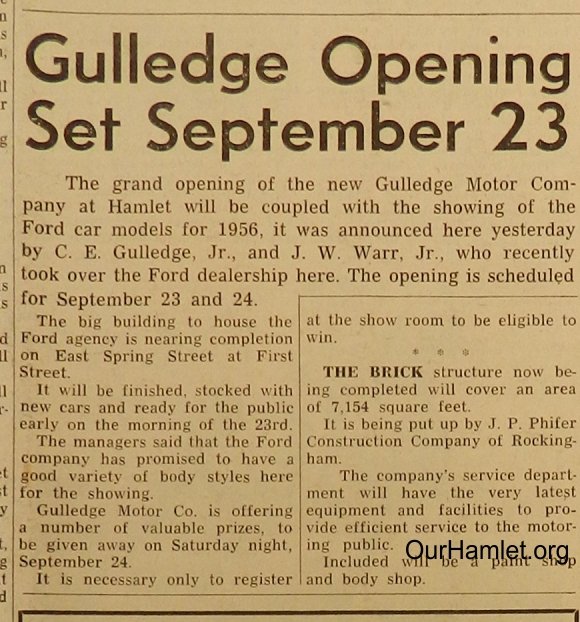 Gulledge Opening
Set September 23
The grand opening of the new Gulledge Motor Com-
pany at Hamlet will be coupled with the showing of the
Ford car models for 1956, it was announced here yesterday
by C. E. Gulledge, Jr., and J. W. Warr, Jr., who recently
took over the Ford dealership here. The opening is scheduled
for September 23 and 24.
The big building to house the
Ford agency is nearing completion
on East Spring Street at First
Street.
It will be finished, stocked with
new cars and ready for the public
early on the morning of the 23rd.
The managers said that the Ford
company has promised to have a
good variety of body styles here
for the showing.
Gulledge Motor Co. is offering
a number of valuable prizes, to
be given away on Saturday night,
September 24.
It is necessary only to register
at the show room to be eligible to
win.
* * *
THE BRICK structure now be-
ing completed will cover an area
of 7,154 square feet.
It is being put up by J. P. Phifer
Construction Company of Rocking-
ham.
The company's service depart-
ment will have the very latest
equipment and facilities to pro-
vide efficient service to the motor-
ing public.
Included will be a paint shop
and body shop.
OurHamlet.org